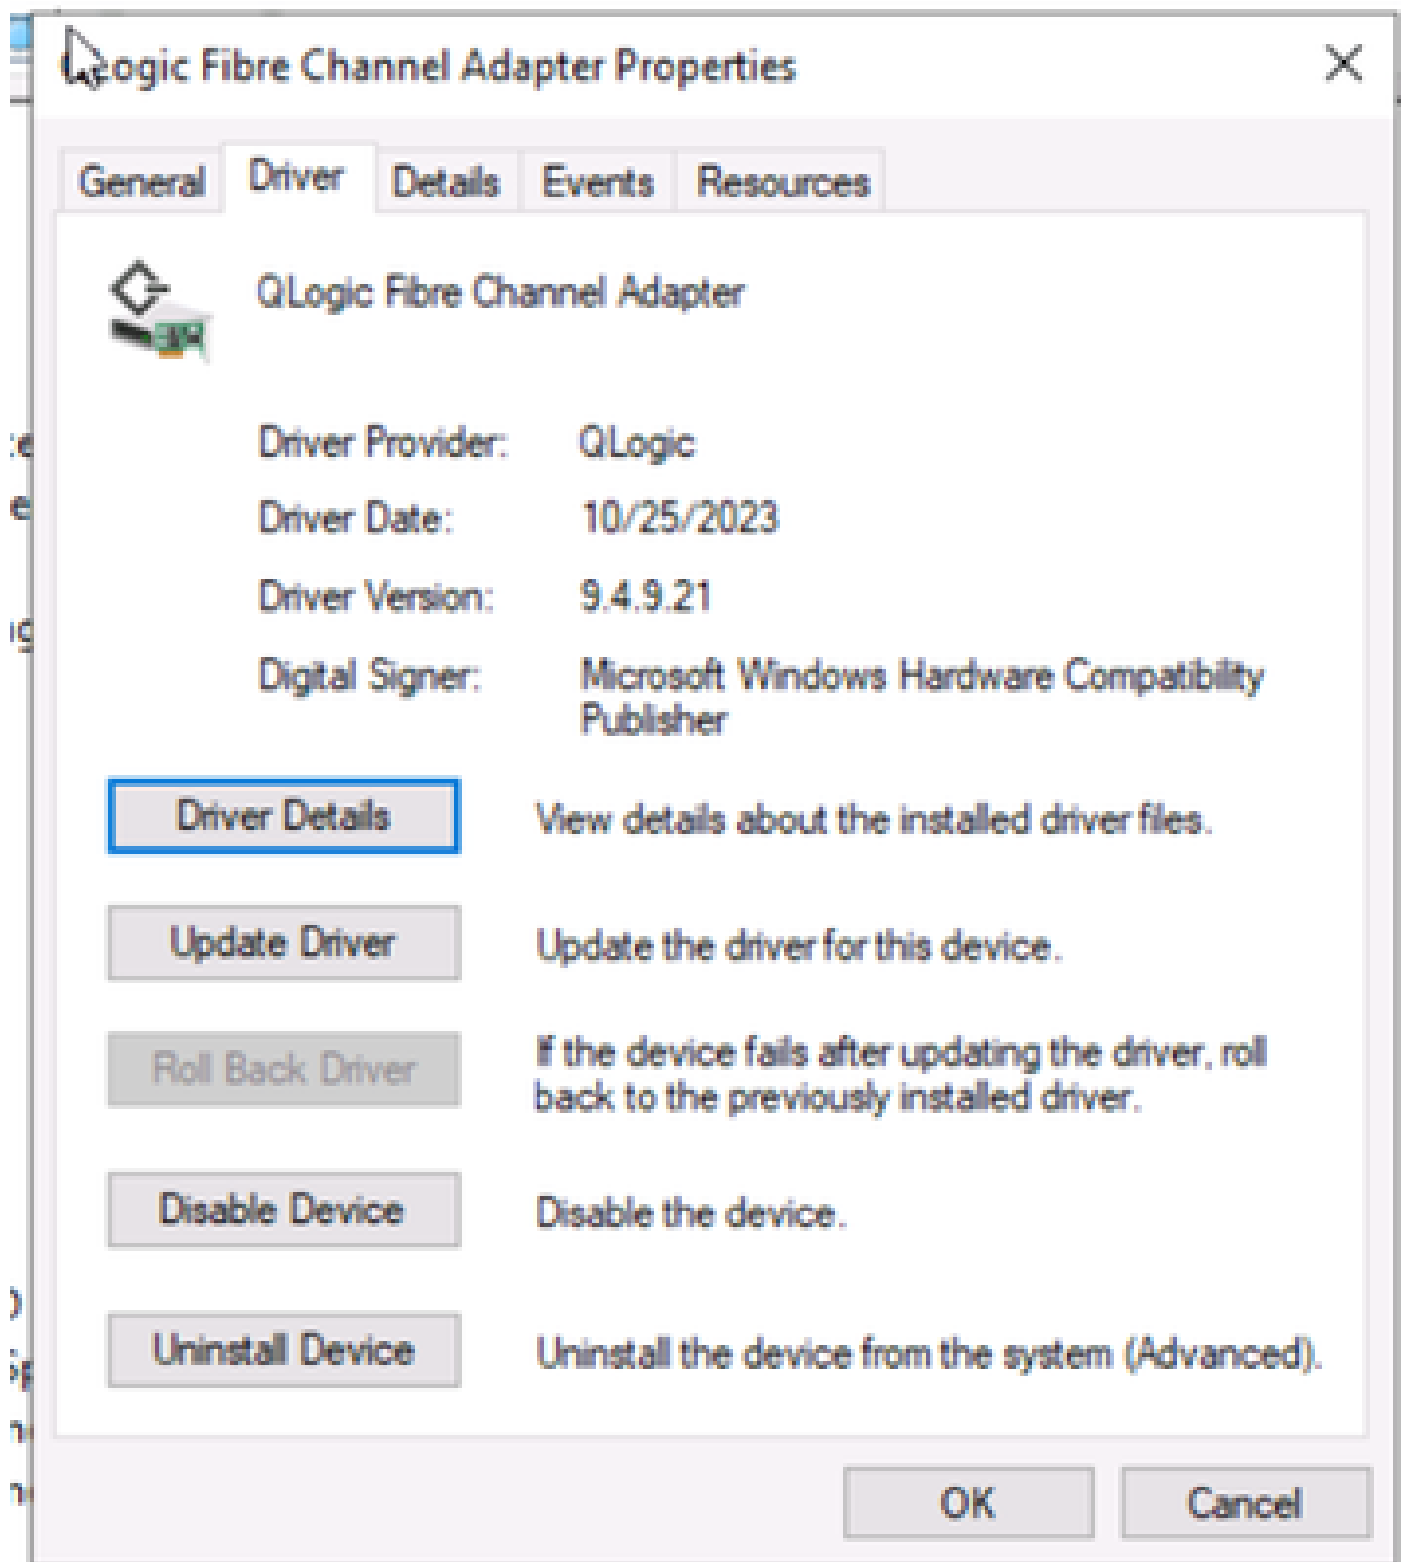 ogic Fibre Channel Adapter Properties
General Driver Details Events Resources
QLogic Fibre Channel Adapter
Driver Provider: QLogic
Driver Date: 10/25/2023
Driver Version: 9.4.9.21
Digital Signer: Microsoft Windows Hardware Compatibility
Publisher
Driver Details View details about the installed driver files.
Update Driver Update the driver for this device.
Roll Back Driver If the device fails after updating the driver, roll
back to the previously installed driver.
Disable Device Disable the device.
Uninstall Device Uninstall the device from the system (Advanced).
OK Cancel